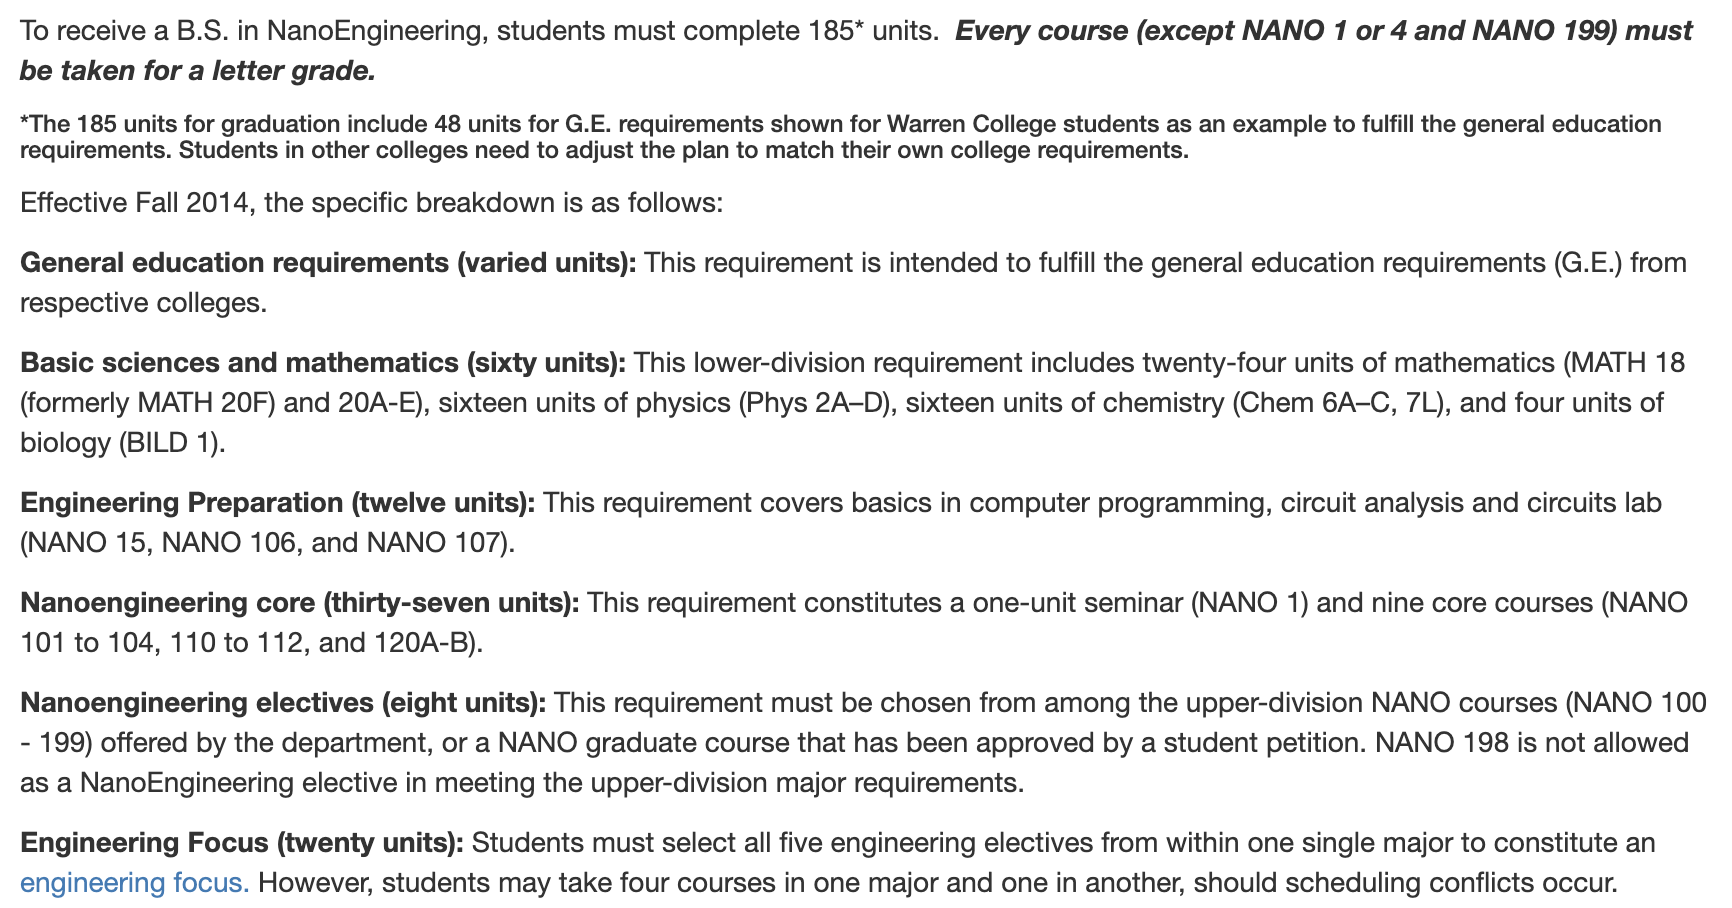 To receive a B.S. in NanoEngineering, students must complete 185* units.  Every course (except NANO 1 or 4 and NANO 199) must
be taken for a letter grade.
*The 185 units for graduation include 48 units for G.E. requirements shown for Warren College students as an example to fulfill the general education
requirements. Students in other colleges need to adjust the plan to match their own college requirements.
Effective Fall 2014, the specific breakdown is as follows:
General education requirements (varied units): This requirement is intended to fulfill the general education requirements (G.E.) from
respective colleges.
Basic sciences and mathematics (sixty units): This lower-division requirement includes twenty-four units of mathematics (MATH 18
(formerly MATH 20F) and 20A-E), sixteen units of physics (Phys 2A–D), sixteen units of chemistry (Chem 6A–C, 7L), and four units of
biology (BILD 1).
Engineering Preparation (twelve units): This requirement covers basics in computer programming, circuit analysis and circuits lab
(NANO 15, NANO 106, and NANO 107).
Nanoengineering core (thirty-seven units): This requirement constitutes a one-unit seminar (NANO 1) and nine core courses (NANO
101 to 104, 110 to 112, and 120A-B).
Nanoengineering electives (eight units): This requirement must be chosen from among the upper-division NANO courses (NANO 100
- 199) offered by the department, or a NANO graduate course that has been approved by a student petition. NANO 198 is not allowed
as a NanoEngineering elective in meeting the upper-division major requirements.
Engineering Focus (twenty units): Students must select all five engineering electives from within one single major to constitute an
engineering focus. However, students may take four courses in one major and one in another, should scheduling conflicts occur.